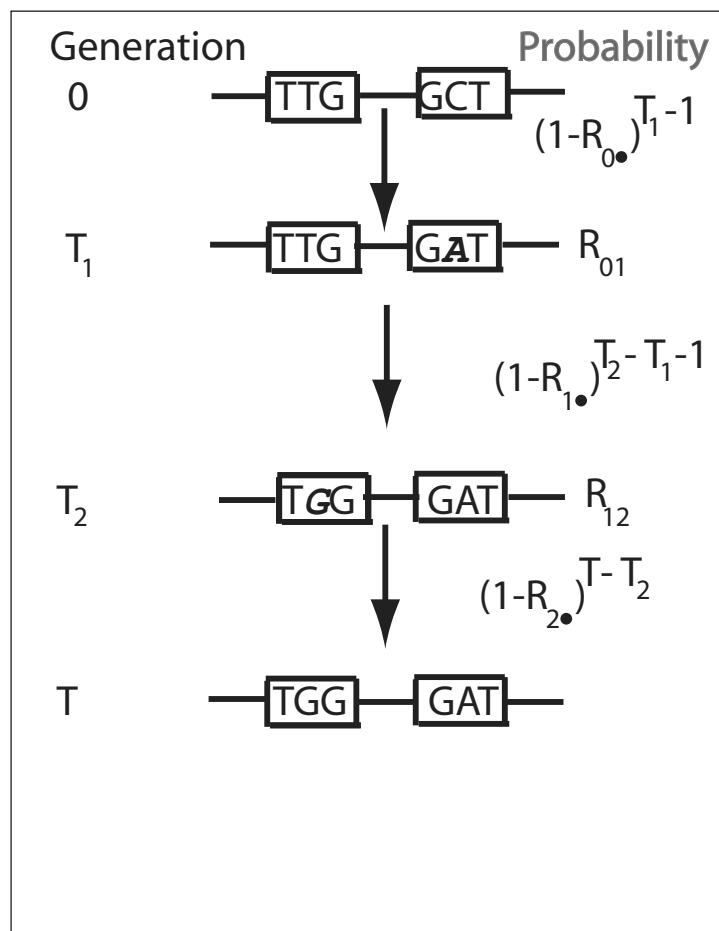 Generation Probability
0 TTG GCT
(1-R₀●)^T₁-1
T₁ TTG GAT R₀₁
(1-R₁●)^T₂-T₁-1
T₂ TGG GAT R₁₂
(1-R₂●)^T-T₂
T TGG GAT